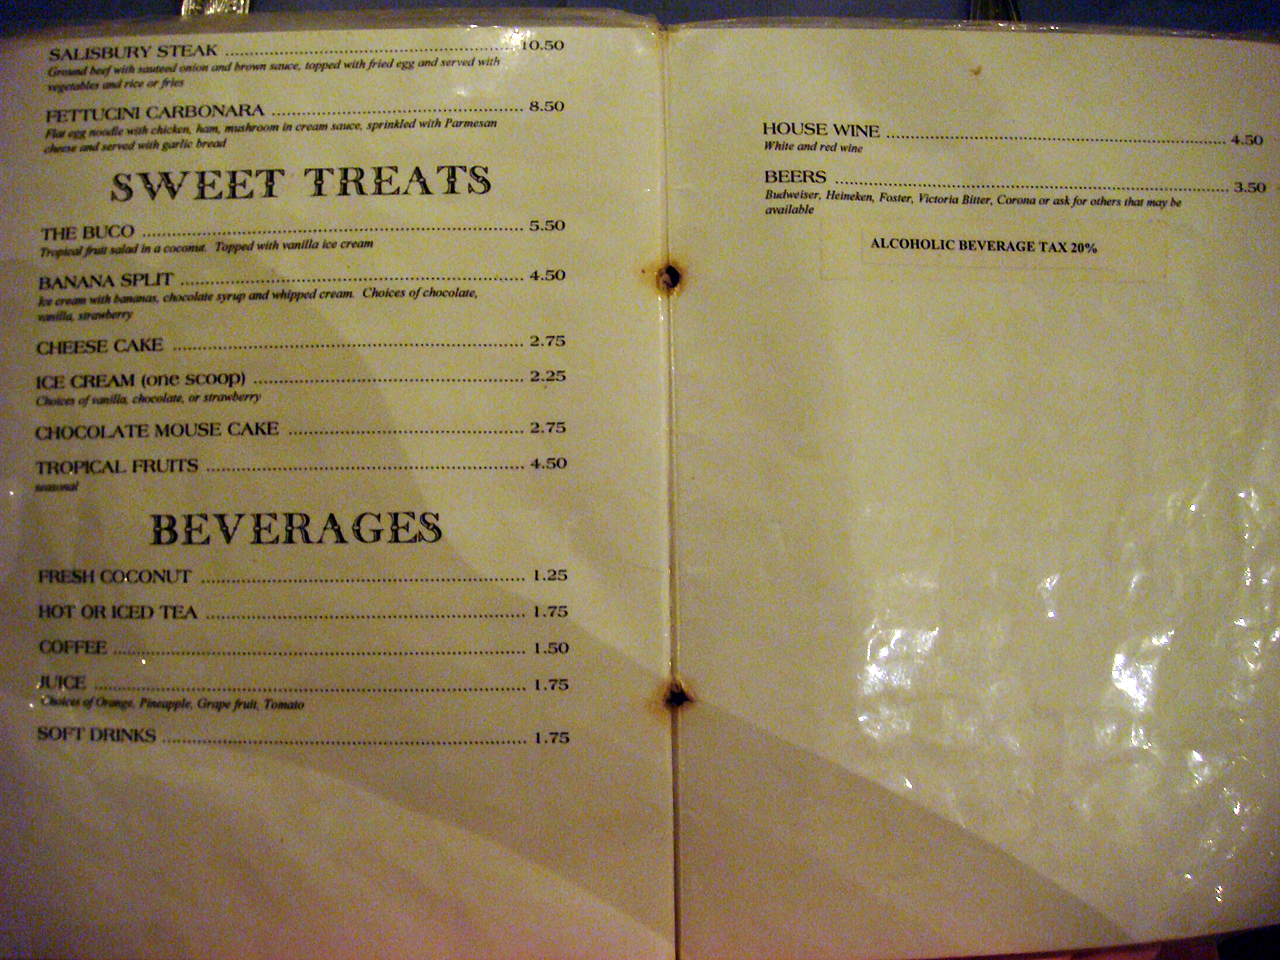 SALISBURY STEAK ........................................................ 10.50
Ground beef with sauteed onion and brown sauce, topped with fried egg and served with
vegetables and rice or fries
FETTUCINI CARBONARA ................................................ 8.50
Flat egg noodle with chicken, ham, mushroom in cream sauce, sprinkled with Parmesan
cheese and served with garlic bread
SWEET TREATS
THE BUCO ........................................................................ 5.50
Tropical fruit salad in a coconut. Topped with vanilla ice cream
BANANA SPLIT ................................................................. 4.50
Ice cream with bananas, chocolate syrup and whipped cream. Choices of chocolate,
vanilla, strawberry
CHEESE CAKE .................................................................. 2.75
ICE CREAM (one scoop) ................................................... 2.25
Choices of vanilla, chocolate, or strawberry
CHOCOLATE MOUSE CAKE ............................................ 2.75
TROPICAL FRUITS ............................................................ 4.50
seasonal
BEVERAGES
FRESH COCONUT ............................................................. 1.25
HOT OR ICED TEA ............................................................ 1.75
COFFEE ............................................................................. 1.50
JUICE ................................................................................. 1.75
Choices of Orange, Pineapple, Grape fruit, Tomato
SOFT DRINKS .................................................................... 1.75
HOUSE WINE ................................................................... 4.50
White and red wine
BEERS ............................................................................... 3.50
Budweiser, Heineken, Foster, Victoria Bitter, Corona or ask for others that may be
available
ALCOHOLIC BEVERAGE TAX 20%